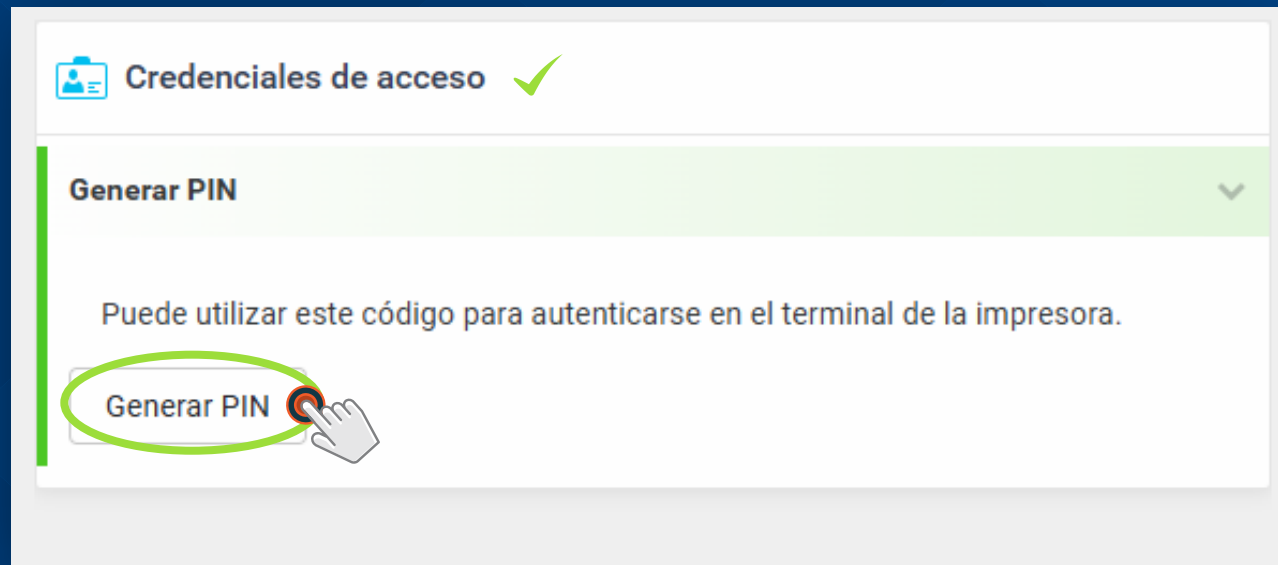 Credenciales de acceso
Generar PIN
Puede utilizar este código para autenticarse en el terminal de la impresora.
Generar PIN